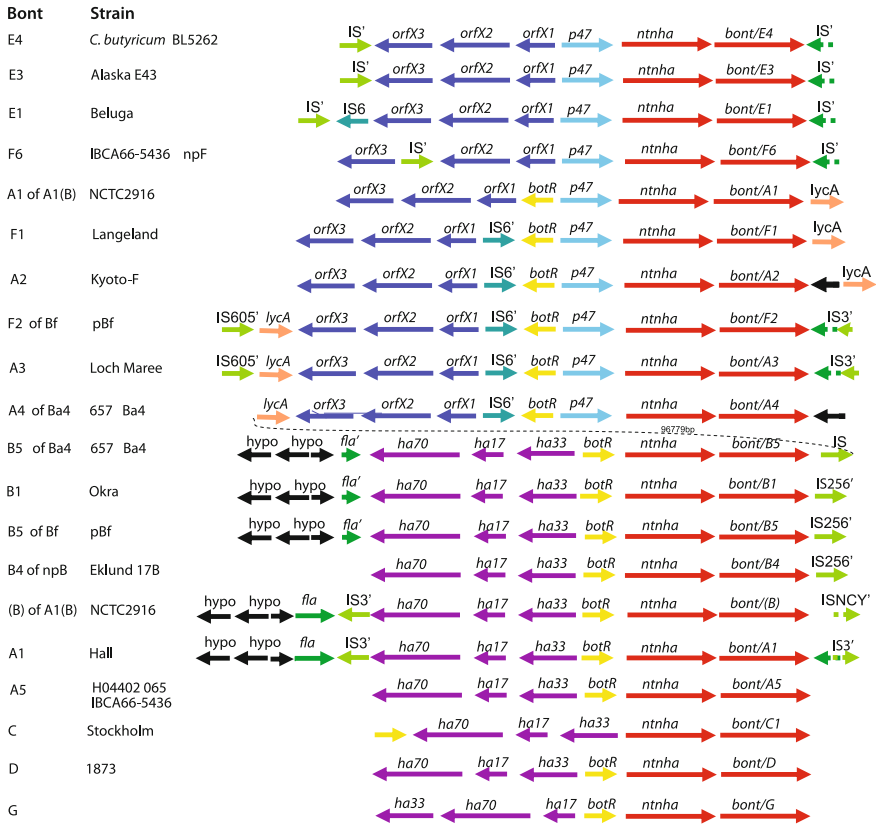 Bont Strain
E4 C. butyricum BL5262 IS' orfX3 orfX2 orfX1 p47 ntnha bont/E4 IS'
E3 Alaska E43 IS' orfX3 orfX2 orfX1 p47 ntnha bont/E3 IS'
E1 Beluga IS' IS6 orfX3 orfX2 orfX1 p47 ntnha bont/E1 IS'
F6 IBCA66-5436 npF orfX3 IS' orfX2 orfX1 p47 ntnha bont/F6 IS'
A1 of A1(B) NCTC2916 orfX3 orfX2 orfX1 botR p47 ntnha bont/A1 lycA
F1 Langeland orfX3 orfX2 orfX1 IS6' botR p47 ntnha bont/F1 lycA
A2 Kyoto-F orfX3 orfX2 orfX1 IS6' botR p47 ntnha bont/A2 lycA
F2 of Bf pBf IS605' lycA orfX3 orfX2 orfX1 IS6' botR p47 ntnha bont/F2 IS3'
A3 Loch Maree IS605' lycA orfX3 orfX2 orfX1 IS6' botR p47 ntnha bont/A3 IS3'
A4 of Ba4 657 Ba4 lycA orfX3 orfX2 orfX1 IS6' botR p47 ntnha bont/A4
96779bp
B5 of Ba4 657 Ba4 hypo hypo fla' ha70 ha17 ha33 botR ntnha bont/B5 IS
B1 Okra hypo hypo fla' ha70 ha17 ha33 botR ntnha bont/B1 IS256'
B5 of Bf pBf hypo hypo fla' ha70 ha17 ha33 botR ntnha bont/B5 IS256'
B4 of npB Eklund 17B ha70 ha17 ha33 botR ntnha bont/B4 IS256'
(B) of A1(B) NCTC2916 hypo hypo fla IS3' ha70 ha17 ha33 botR ntnha bont/(B) ISNCY'
A1 Hall hypo hypo fla IS3' ha70 ha17 ha33 botR ntnha bont/A1 IS3'
A5 H04402 065 ha70 ha17 ha33 botR ntnha bont/A5
IBCA66-5436
C Stockholm ha70 ha17 ha33 ntnha bont/C1
D 1873 ha70 ha17 ha33 botR ntnha bont/D
G ha33 ha70 ha17 botR ntnha bont/G